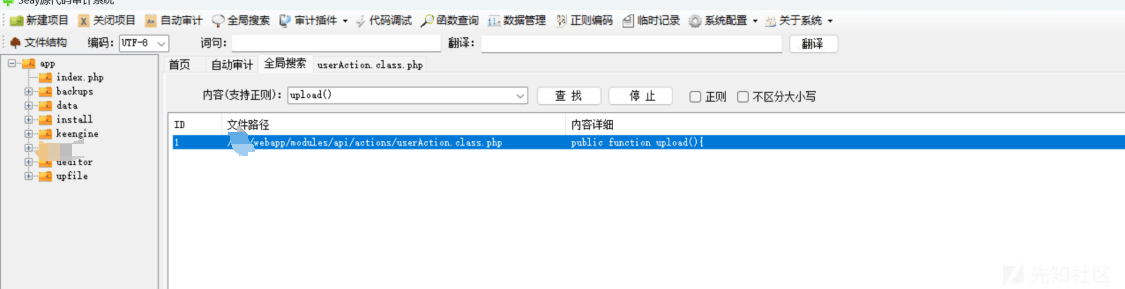 Seay源代码审计系统
新建项目 关闭项目 自动审计 全局搜索 审计插件 代码调试 函数查询 数据管理 正则编码 临时记录 系统配置 关于系统
文件结构 编码: UTF-8 词句: 翻译: 翻译
app
index.php
backups
data
install
keengine
ueditor
upfile
首页 自动审计 全局搜索 userAction.class.php
内容(支持正则): upload() 查 找 停 止 正则 不区分大小写
ID 文件路径 内容详细
1 /webapp/modules/api/actions/userAction.class.php public function upload(){
先知社区